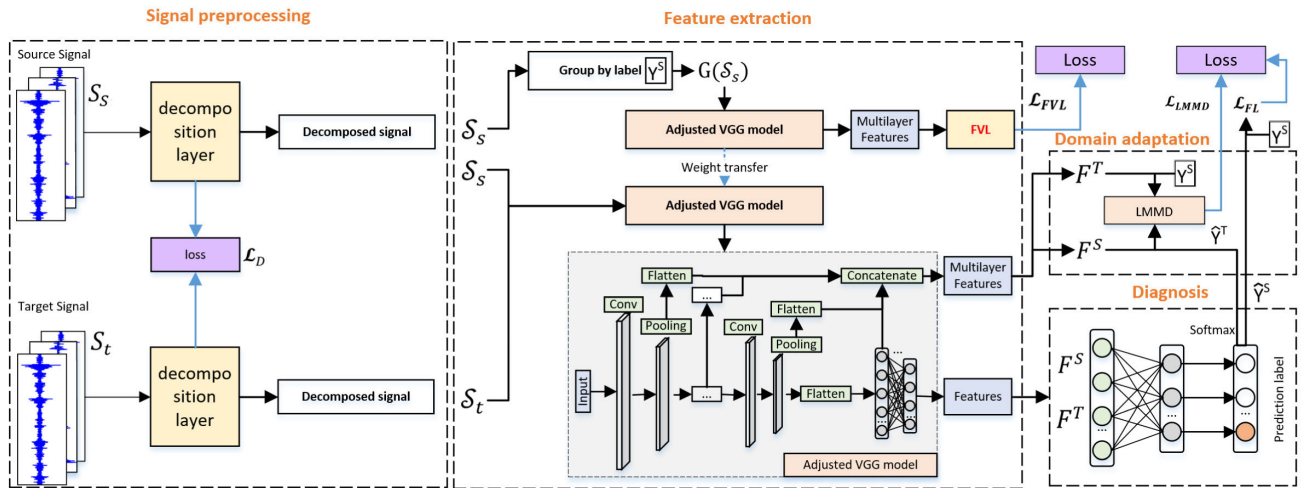 Signal preprocessing
Source Signal
S_S
decompo
sition
layer
Decomposed signal
loss
𝓛_D
Target Signal
S_t
decompo
sition
layer
Decomposed signal
Feature extraction
Group by label Y^S
G(𝒮_s)
𝒮_s
𝒮_s
𝒮_t
Adjusted VGG model
Multilayer
Features
FVL
Weight transfer
Adjusted VGG model
Flatten
Concatenate
...
Conv
Pooling
Conv
Flatten
Pooling
Input
...
Flatten
...
Adjusted VGG model
Multilayer
Features
Features
Loss
𝓛_FVL
Loss
𝓛_LMMD
𝓛_FL
Y^S
Domain adaptation
F^T
Y^S
LMMD
Ŷ^T
F^S
Ŷ^S
Diagnosis
Softmax
F^S
F^T
...
...
...
Prediction label